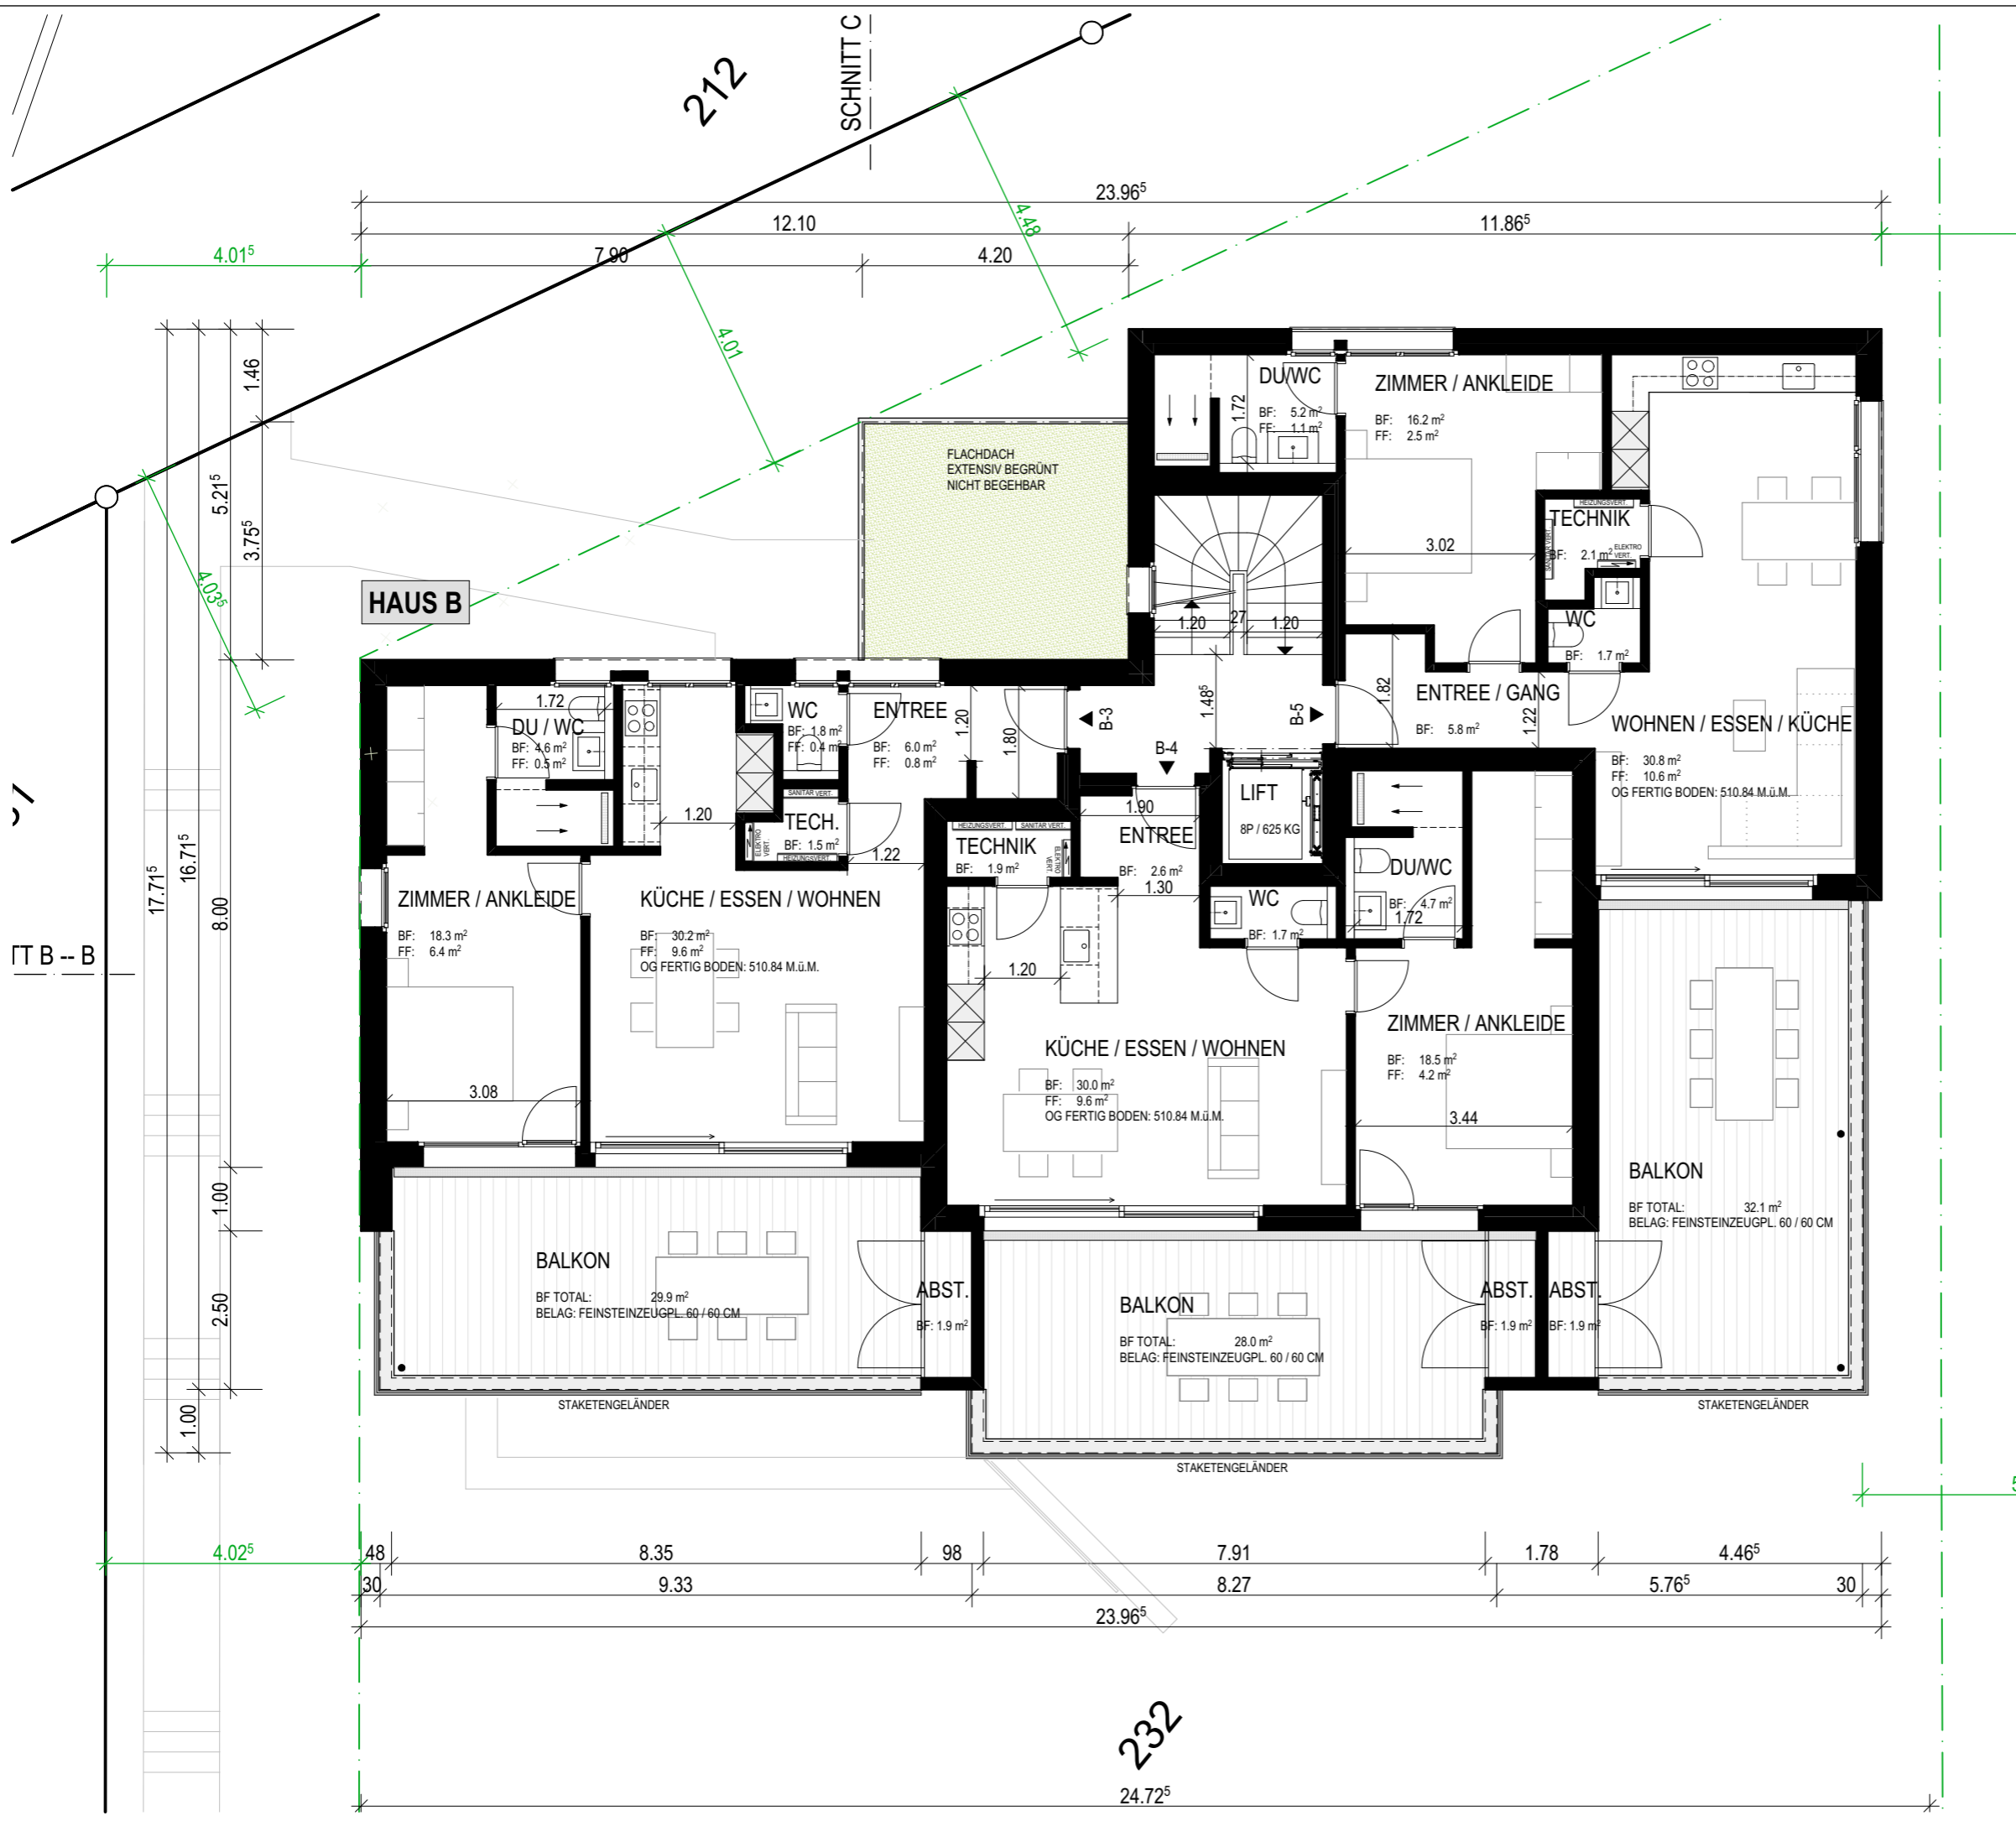 212
SCHNITT C
23.96⁵
12.10
11.86⁵
4.01⁵
7.90
4.20
4.48
4.01
4.03⁵
1.46
5.21⁵
3.75⁵
17.71⁵
16.71⁵
8.00
1.00
2.50
1.00
HAUS B
FLACHDACH
EXTENSIV BEGRÜNT
NICHT BEGEHBAR
DU/WC
BF: 5.2 m²
FF: 1.1 m²
1.72
ZIMMER / ANKLEIDE
BF: 16.2 m²
FF: 2.5 m²
3.02
HEIZUNGSVERT.
TECHNIK
SANITÄR VERT.
BF: 2.1 m²
ELEKTRO
VERT.
WC
BF: 1.7 m²
1.20
27
1.20
1.82
1.48⁵
ENTREE / GANG
BF: 5.8 m²
1.22
WOHNEN / ESSEN / KÜCHE
BF: 30.8 m²
FF: 10.6 m²
OG FERTIG BODEN: 510.84 M.ü.M.
B-3
B-4
B-5
1.72
DU / WC
BF: 4.6 m²
FF: 0.5 m²
WC
BF: 1.8 m²
FF: 0.4 m²
ENTREE
BF: 6.0 m²
FF: 0.8 m²
1.20
1.80
1.20
SANITÄR VERT.
TECH.
BF: 1.5 m²
ELEKTRO
VERT.
HEIZUNGSVERT.
1.22
HEIZUNGSVERT.
SANITÄR VERT.
TECHNIK
BF: 1.9 m²
ELEKTRO
VERT.
1.90
ENTREE
BF: 2.6 m²
1.30
LIFT
8P / 625 KG
WC
BF: 1.7 m²
DU/WC
BF: 4.7 m²
1.72
ZIMMER / ANKLEIDE
BF: 18.3 m²
FF: 6.4 m²
3.08
KÜCHE / ESSEN / WOHNEN
BF: 30.2 m²
FF: 9.6 m²
OG FERTIG BODEN: 510.84 M.ü.M.
1.20
KÜCHE / ESSEN / WOHNEN
BF: 30.0 m²
FF: 9.6 m²
OG FERTIG BODEN: 510.84 M.ü.M.
ZIMMER / ANKLEIDE
BF: 18.5 m²
FF: 4.2 m²
3.44
TT B -- B
BALKON
BF TOTAL: 29.9 m²
BELAG: FEINSTEINZEUGPL. 60 / 60 CM
ABST.
BF: 1.9 m²
BALKON
BF TOTAL: 28.0 m²
BELAG: FEINSTEINZEUGPL. 60 / 60 CM
ABST.
BF: 1.9 m²
ABST.
BF: 1.9 m²
BALKON
BF TOTAL: 32.1 m²
BELAG: FEINSTEINZEUGPL. 60 / 60 CM
STAKETENGELÄNDER
STAKETENGELÄNDER
STAKETENGELÄNDER
4.02⁵
48
8.35
98
7.91
1.78
4.46⁵
30
9.33
8.27
5.76⁵
30
23.96⁵
232
24.72⁵